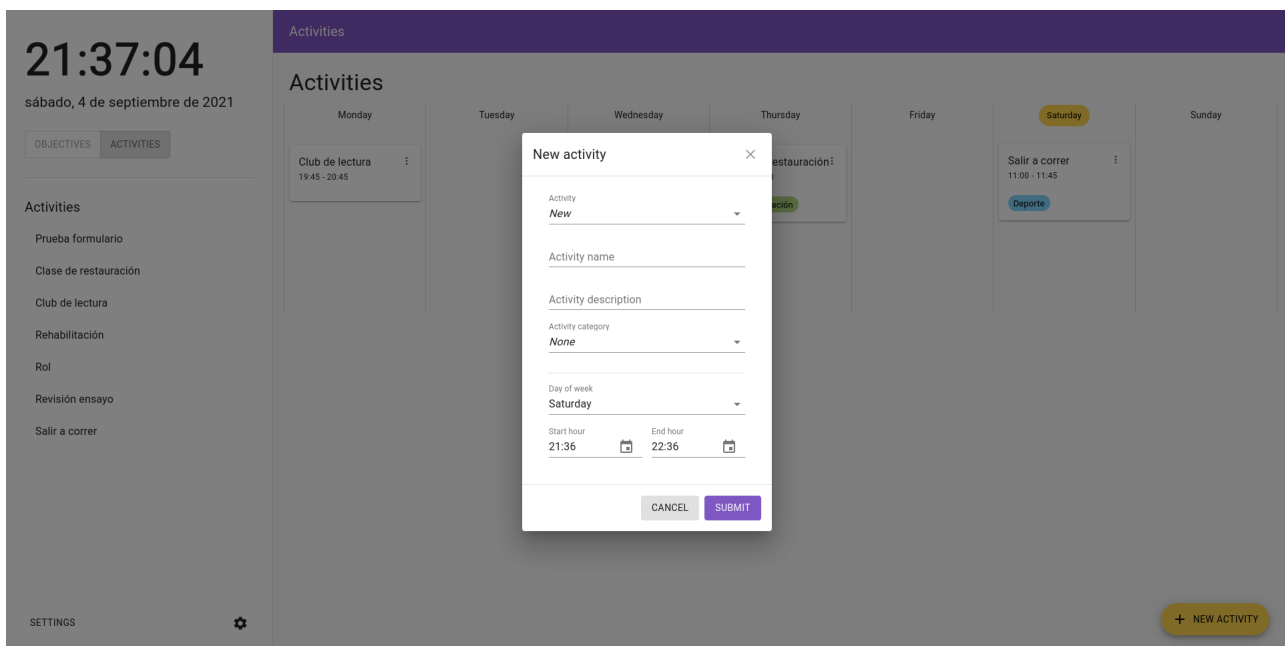 21:37:04
sábado, 4 de septiembre de 2021
OBJECTIVES ACTIVITIES
Activities
Prueba formulario
Clase de restauración
Club de lectura
Rehabilitación
Rol
Revisión ensayo
Salir a correr
SETTINGS
Activities
Activities
Monday Tuesday Wednesday Thursday Friday Saturday Sunday
Club de lectura
19:45 - 20:45
estauración
ación
Salir a correr
11:00 - 11:45
Deporte
New activity
Activity
New
Activity name
Activity description
Activity category
None
Day of week
Saturday
Start hour End hour
21:36 22:36
CANCEL SUBMIT
+ NEW ACTIVITY